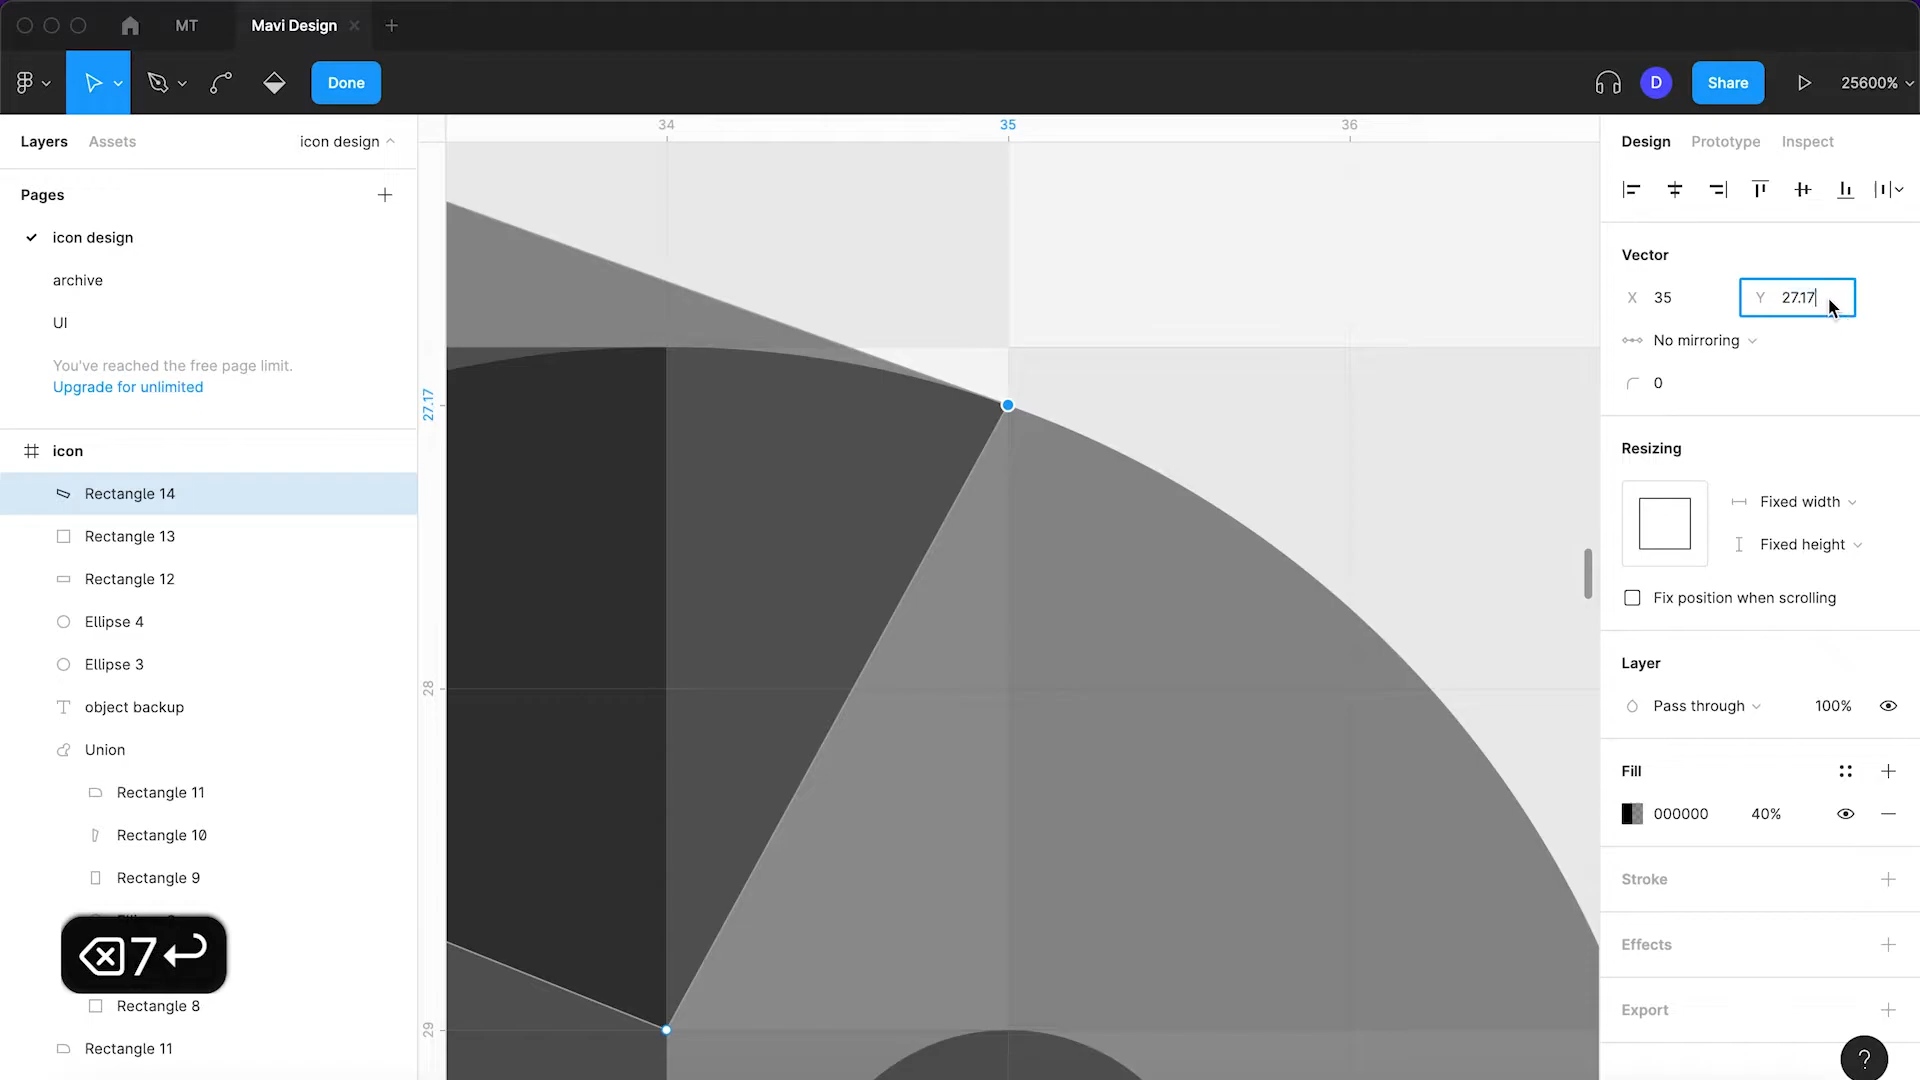 MT
Mavi Design
Done
D
Share
25600%
Layers
Assets
icon design
34
35
36
Design
Prototype
Inspect
Pages
icon design
archive
UI
You've reached the free page limit.
Upgrade for unlimited
Vector
X 35
Y 27.17
No mirroring
0
27.17
28
29
icon
Rectangle 14
Rectangle 13
Rectangle 12
Ellipse 4
Ellipse 3
object backup
Union
Rectangle 11
Rectangle 10
Rectangle 9
7
Rectangle 8
Rectangle 11
Resizing
Fixed width
Fixed height
Fix position when scrolling
Layer
Pass through
100%
Fill
000000
40%
Stroke
Effects
Export
?